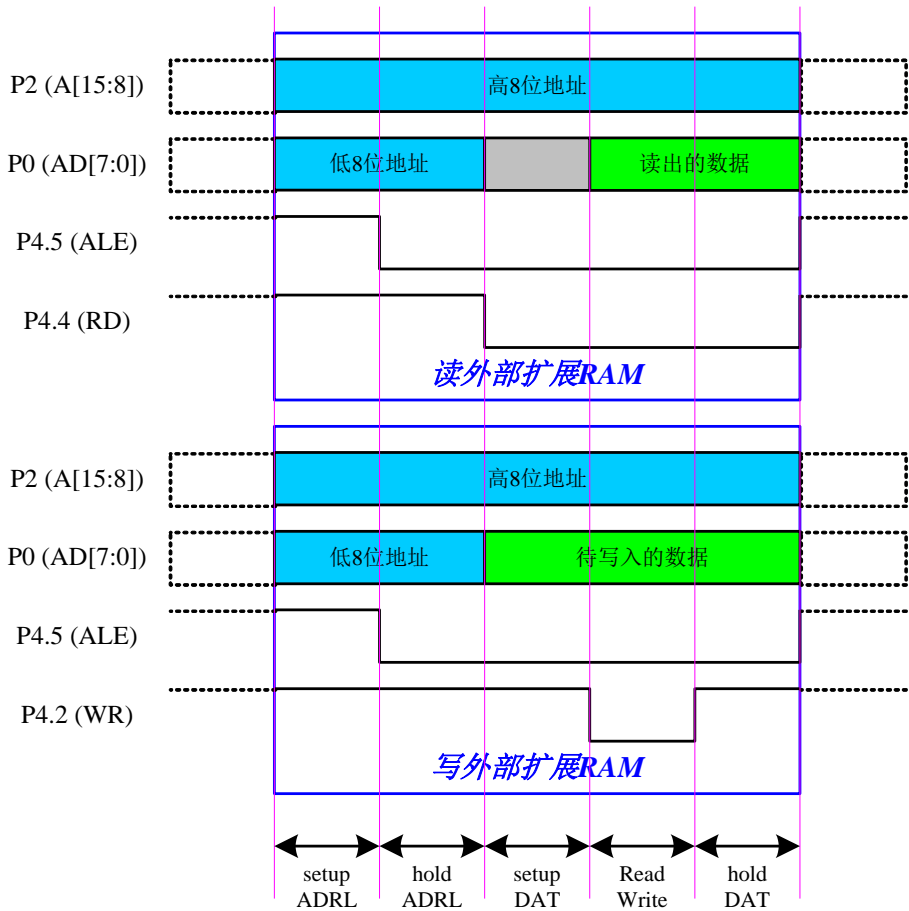 P2 (A[15:8])
高8位地址
P0 (AD[7:0])
低8位地址
读出的数据
P4.5 (ALE)
P4.4 (RD)
读外部扩展RAM
P2 (A[15:8])
高8位地址
P0 (AD[7:0])
低8位地址
待写入的数据
P4.5 (ALE)
P4.2 (WR)
写外部扩展RAM
setup
ADRL
hold
ADRL
setup
DAT
Read
Write
hold
DAT